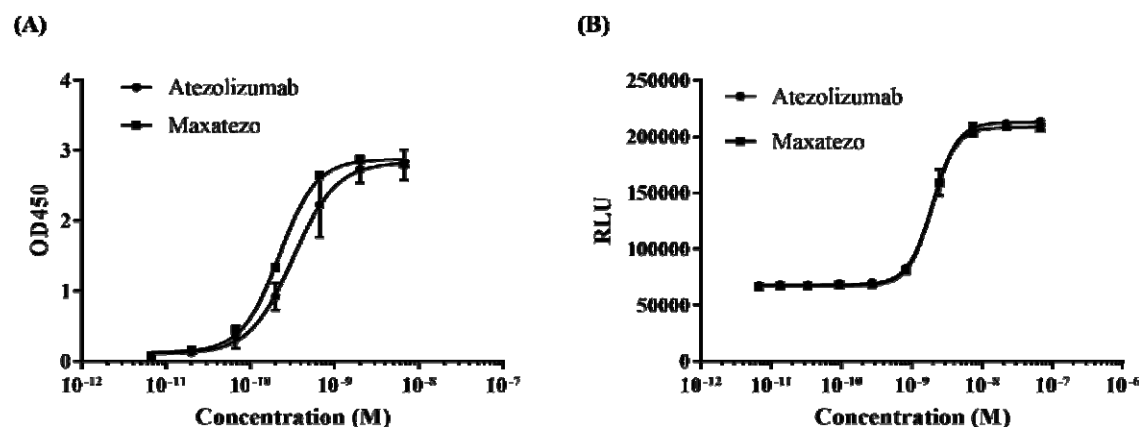 (A)
(B)
Atezolizumab
Maxatezo
4
3
2
1
0
OD450
10-12
10-11
10-10
10-9
10-8
10-7
Concentration (M)
Atezolizumab
Maxatezo
250000
200000
150000
100000
50000
0
RLU
10-12
10-11
10-10
10-9
10-8
10-7
10-6
Concentration (M)